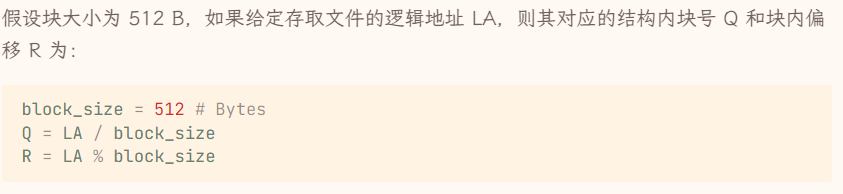 假设块大小为 512 B，如果给定存取文件的逻辑地址 LA，则其对应的结构内块号 Q 和块内偏
移 R 为：
block_size = 512 # Bytes
Q = LA / block_size
R = LA % block_size